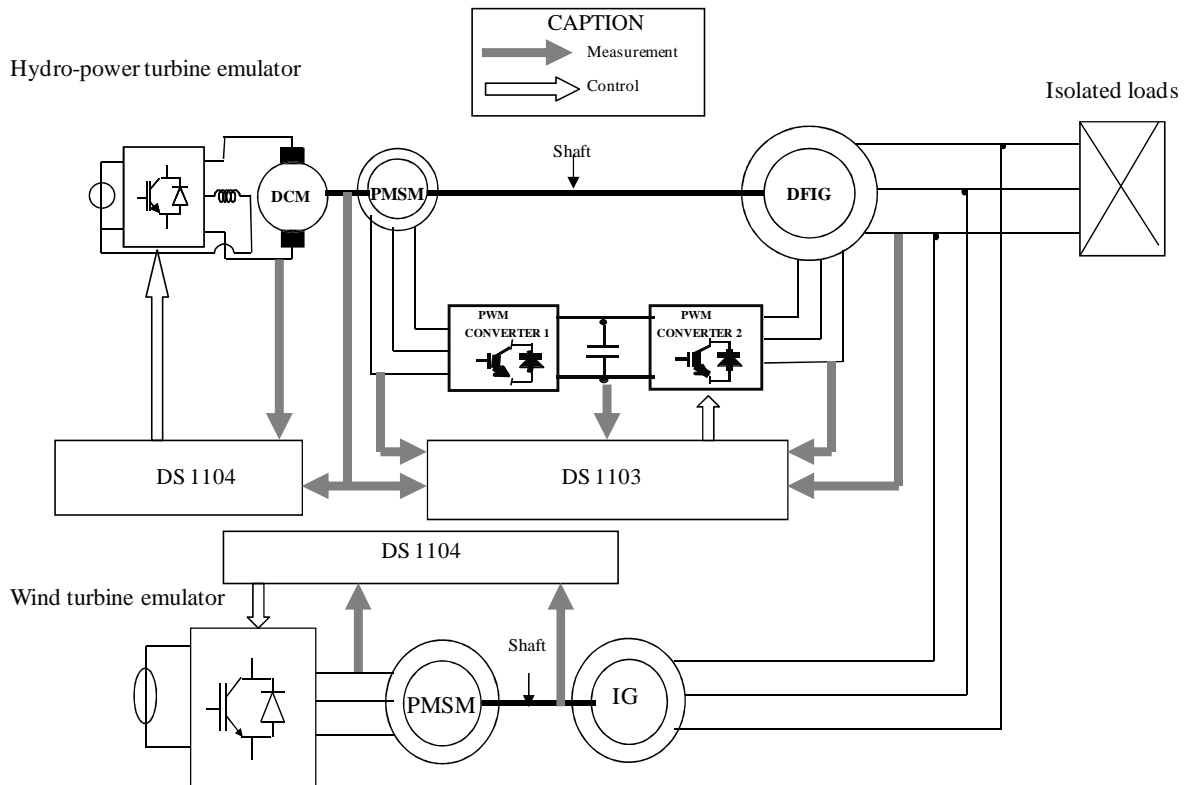 CAPTION
Measurement
Control
Hydro-power turbine emulator
Isolated loads
Shaft
DCM
PMSM
DFIG
PWM
CONVERTER 1
PWM
CONVERTER 2
DS 1104
DS 1103
DS 1104
Wind turbine emulator
Shaft
PMSM
IG